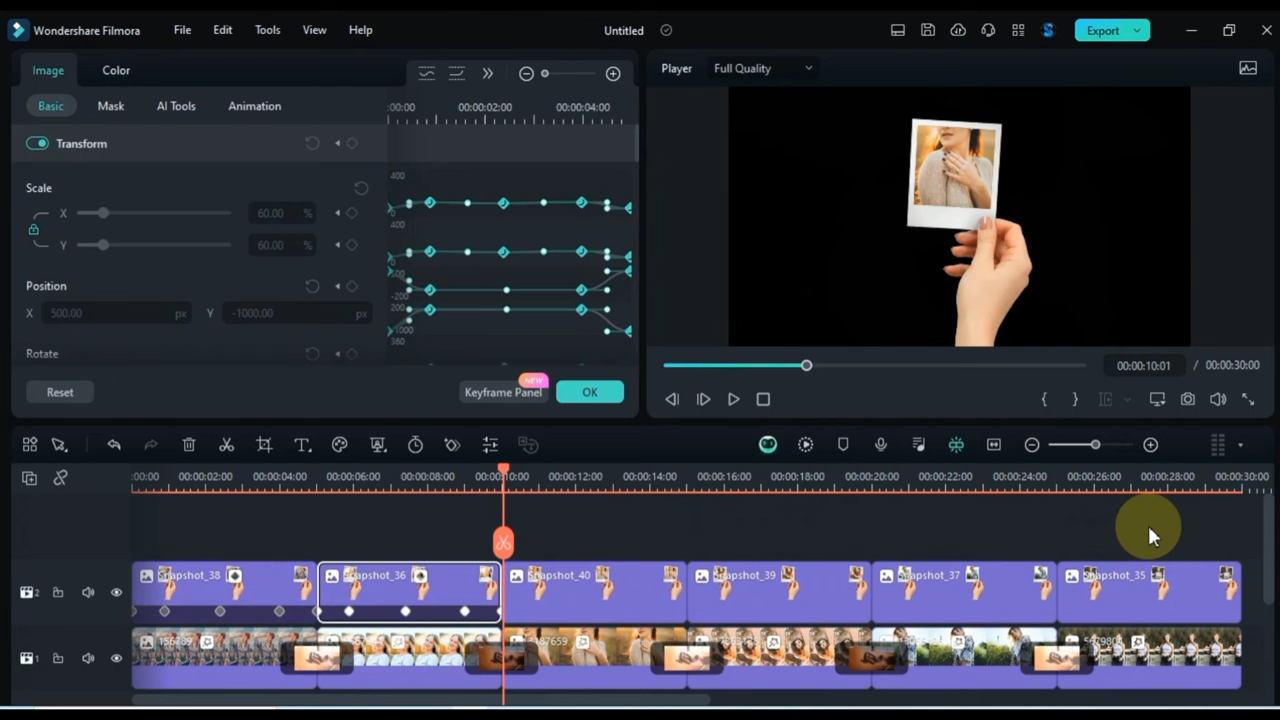 Wondershare Filmora File Edit Tools View Help Untitled Export
Image Color
Player Full Quality
Basic Mask AI Tools Animation
:00:00 00:00:02:00 00:00:04:00
Transform
Scale
X 60.00 %
Y 60.00 %
Position
X 500.00 px Y -1000.00 px
Rotate
400
0
400
-200
200
360
NEW
Reset Keyframe Panel OK
00:00:10:01 / 00:00:30:00
:00:00 00:00:02:00 00:00:04:00 00:00:06:00 00:00:08:00 00:00:10:00 00:00:12:00 00:00:14:00 00:00:16:00 00:00:18:00 00:00:20:00 00:00:22:00 00:00:24:00 00:00:26:00 00:00:28:00 00:00:30:00
Snapshot_38 Snapshot_36 Snapshot_40 Snapshot_39 Snapshot_37 Snapshot_35
2
156789
1